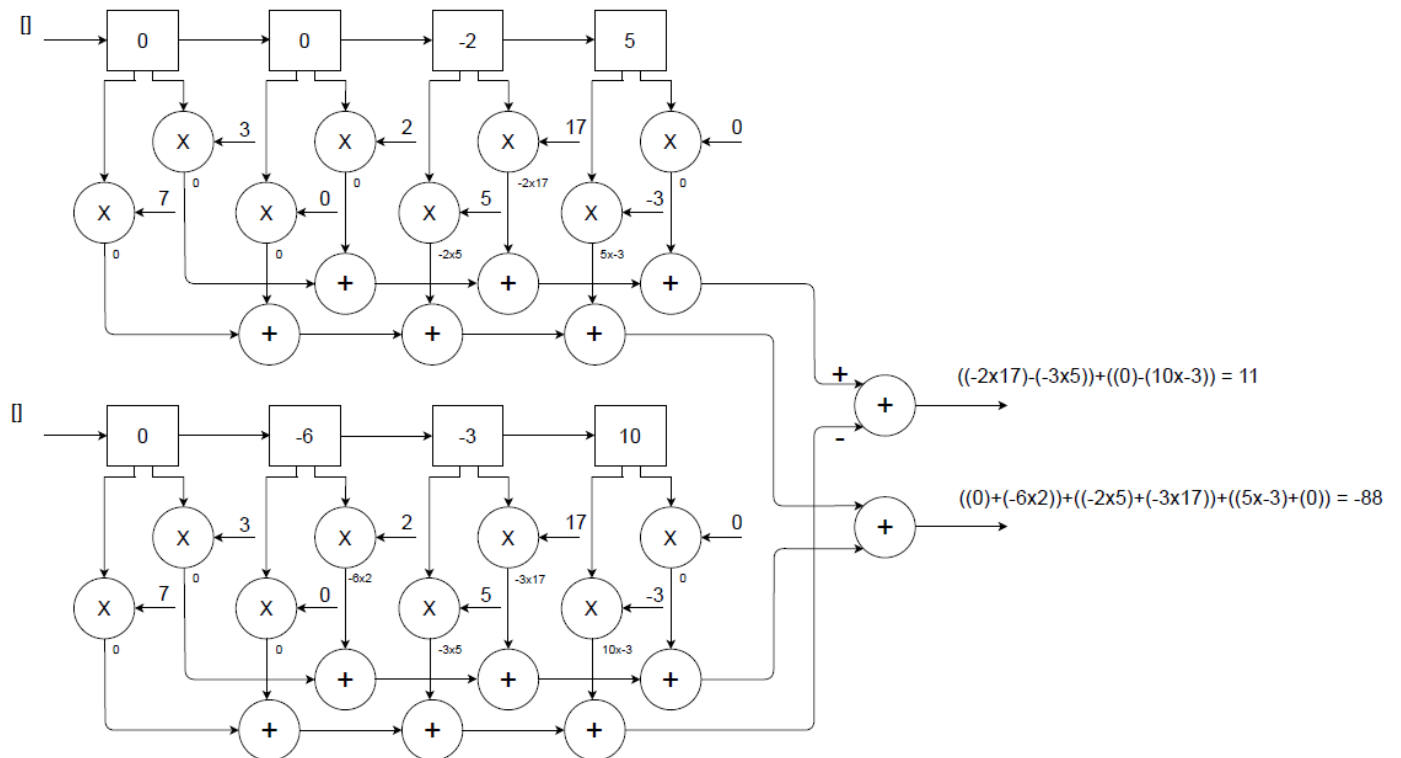 []
0 0 -2 5
X 3 X 2 X 17 X 0
0 0 -2x17 0
X 7 X 0 X 5 X -3
0 0 -2x5 5x-3
+ + +
+ + +
+
+ ((-2x17)-(-3x5))+((0)-(10x-3)) = 11
-
[]
0 -6 -3 10
+ ((0)+(-6x2))+((-2x5)+(-3x17))+((5x-3)+(0)) = -88
X 3 X 2 X 17 X 0
0 -6x2 -3x17 0
X 7 X 0 X 5 X -3
0 0 -3x5 10x-3
+ + +
+ + +